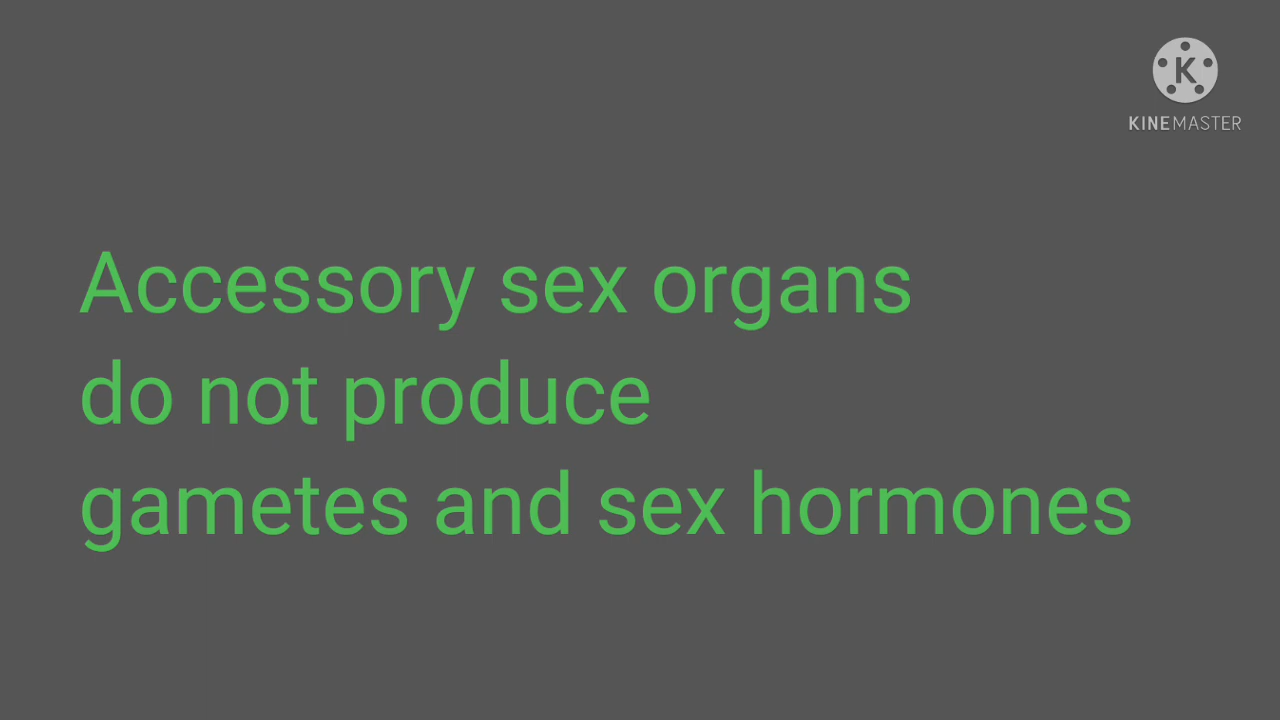 K
KINEMASTER
Accessory sex organs
do not produce
gametes and sex hormones